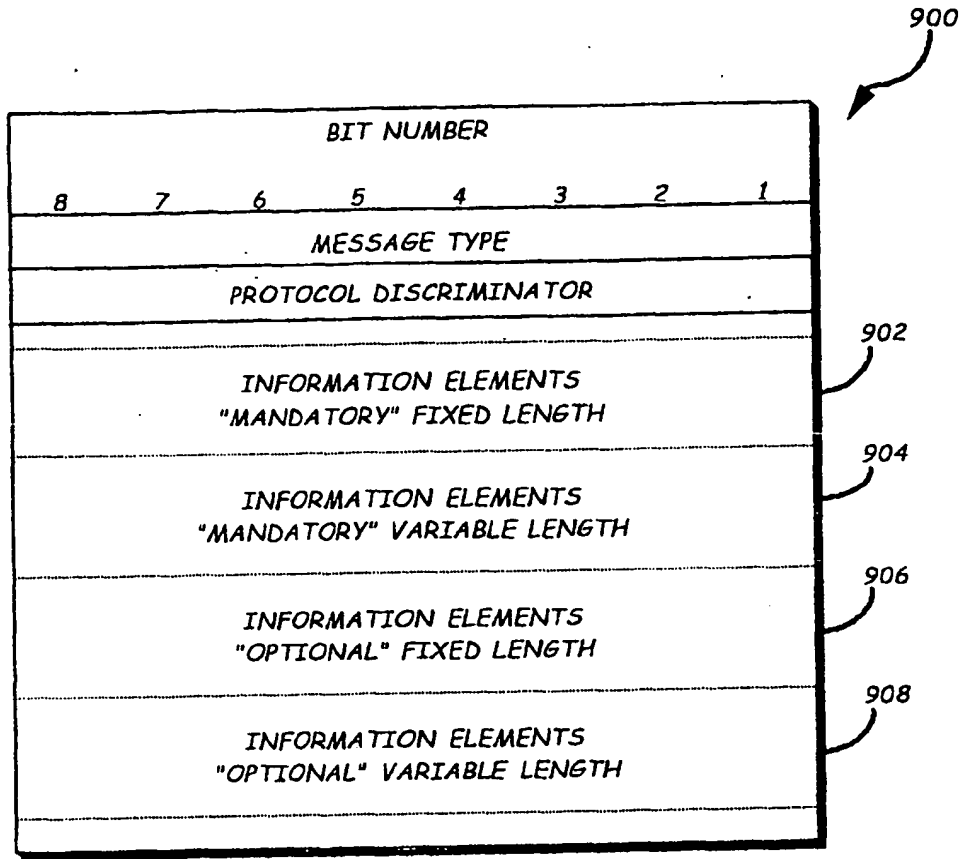 900
BIT NUMBER
8 7 6 5 4 3 2 1
MESSAGE TYPE
PROTOCOL DISCRIMINATOR
902
INFORMATION ELEMENTS
"MANDATORY" FIXED LENGTH
904
INFORMATION ELEMENTS
"MANDATORY" VARIABLE LENGTH
906
INFORMATION ELEMENTS
"OPTIONAL" FIXED LENGTH
908
INFORMATION ELEMENTS
"OPTIONAL" VARIABLE LENGTH